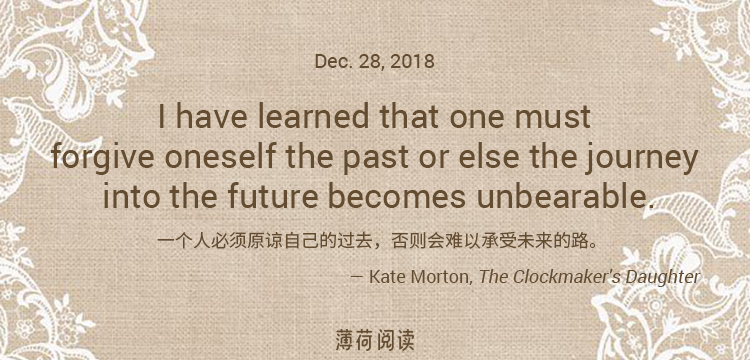 Dec. 28, 2018
I have learned that one must
forgive oneself the past or else the journey
into the future becomes unbearable.
一个人必须原谅自己的过去，否则会难以承受未来的路。
— Kate Morton, The Clockmaker's Daughter
薄荷阅读